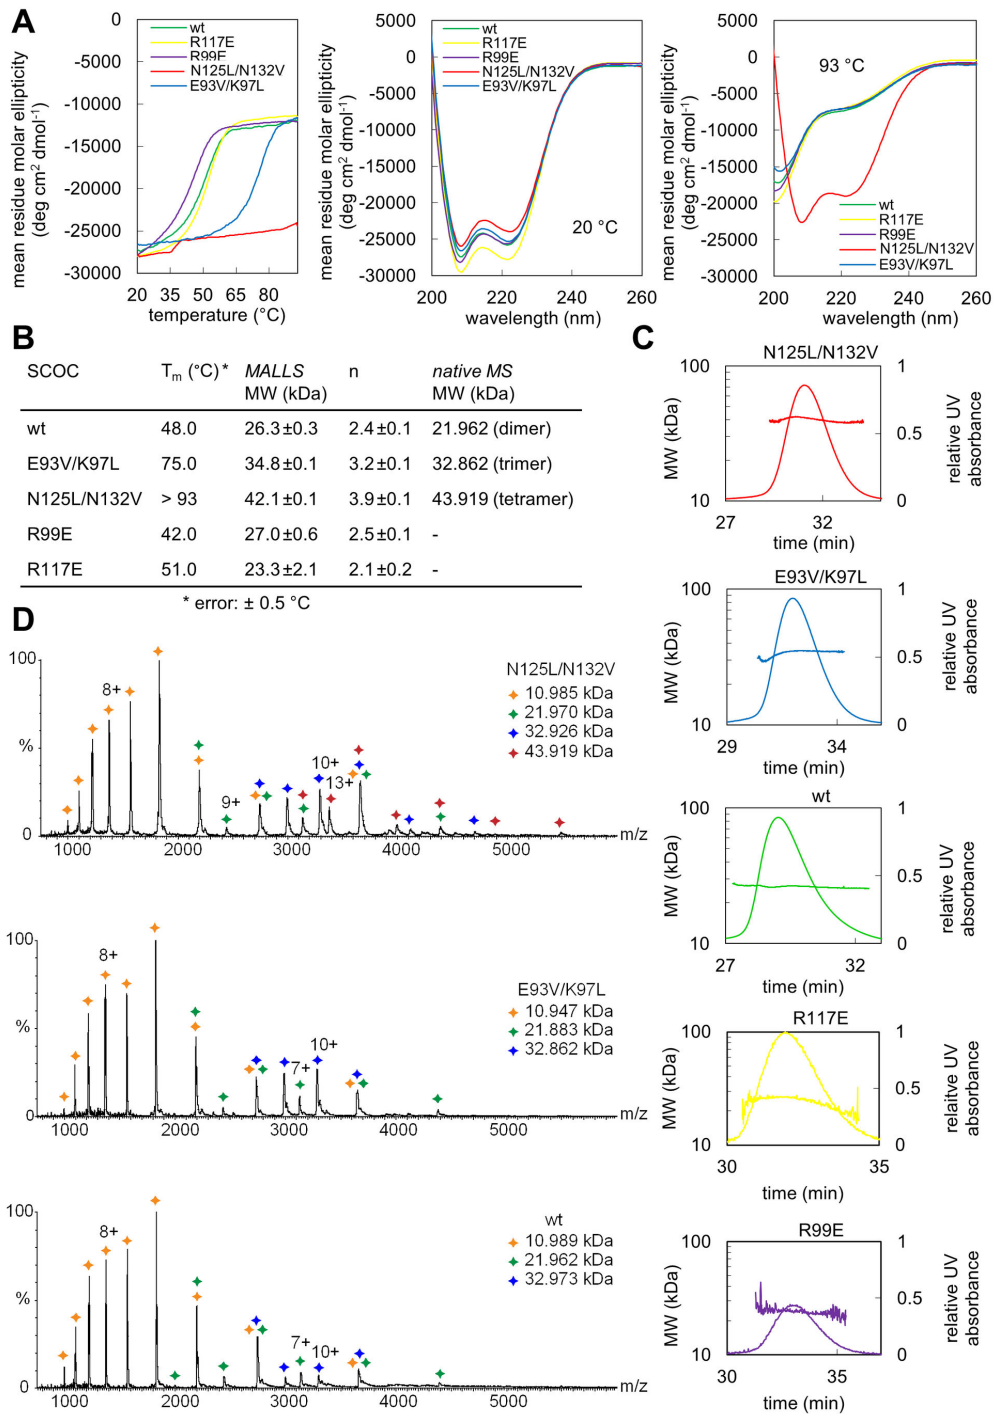 A
0
-5000
-10000
-15000
-20000
-25000
-30000
mean residue molar ellipticity
(deg cm2 dmol-1)
wt
R117E
R99E
N125L/N132V
E93V/K97L
20 35 50 65 80
temperature (°C)
5000
0
-5000
-10000
-15000
-20000
-25000
-30000
mean residue molar ellipticity
(deg cm2 dmol-1)
wt
R117E
R99E
N125L/N132V
E93V/K97L
20 °C
200 220 240 260
wavelength (nm)
5000
0
-5000
-10000
-15000
-20000
-25000
-30000
mean residue molar ellipticity
(deg cm2 dmol-1)
93 °C
wt
R117E
R99E
N125L/N132V
E93V/K97L
200 220 240 260
wavelength (nm)
B
SCOC Tm (°C)* MALLS n native MS
MW (kDa) MW (kDa)
wt 48.0 26.3±0.3 2.4±0.1 21.962 (dimer)
E93V/K97L 75.0 34.8±0.1 3.2±0.1 32.862 (trimer)
N125L/N132V > 93 42.1±0.1 3.9±0.1 43.919 (tetramer)
R99E 42.0 27.0±0.6 2.5±0.1 -
R117E 51.0 23.3±2.1 2.1±0.2 -
* error: ± 0.5 °C
C
N125L/N132V
100
10
MW (kDa)
1
0.5
0
relative UV
absorbance
27 32
time (min)
E93V/K97L
100
10
MW (kDa)
1
0.5
0
relative UV
absorbance
29 34
time (min)
wt
100
10
MW (kDa)
1
0.5
0
relative UV
absorbance
27 32
time (min)
R117E
100
10
MW (kDa)
1
0.5
0
relative UV
absorbance
30 35
time (min)
R99E
100
10
MW (kDa)
1
0.5
0
relative UV
absorbance
30 35
time (min)
D
100
%
0
8+
9+
10+
13+
N125L/N132V
10.985 kDa
21.970 kDa
32.926 kDa
43.919 kDa
1000 2000 3000 4000 5000 m/z
100
%
0
8+
7+
10+
E93V/K97L
10.947 kDa
21.883 kDa
32.862 kDa
1000 2000 3000 4000 5000 m/z
100
%
0
8+
7+
10+
wt
10.989 kDa
21.962 kDa
32.973 kDa
1000 2000 3000 4000 5000 m/z